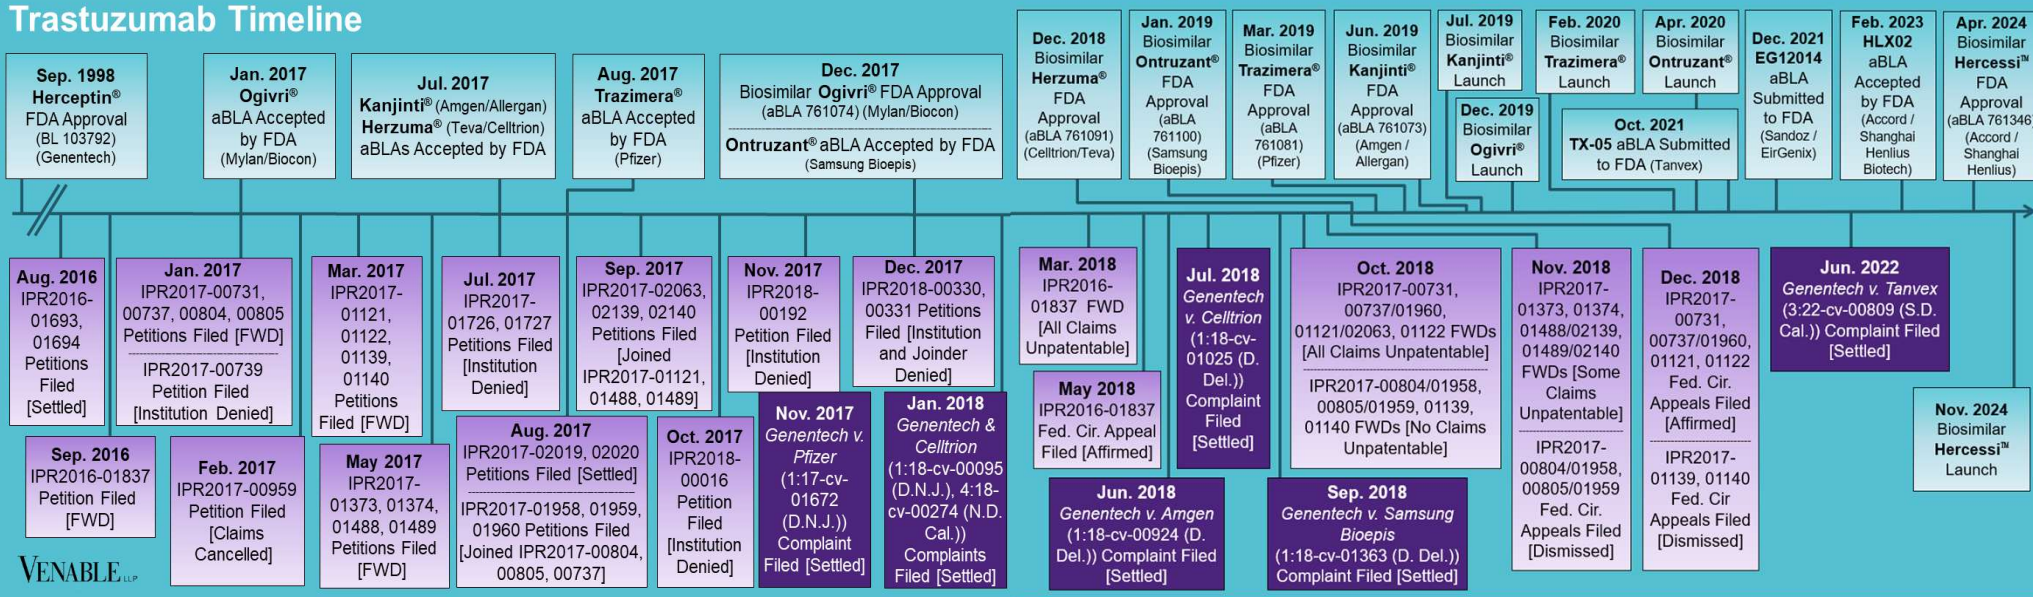 Trastuzumab Timeline
Sep. 1998
Herceptin®
FDA Approval
(BL 103792)
(Genentech)
Jan. 2017
Ogivri®
aBLA Accepted
by FDA
(Mylan/Biocon)
Jul. 2017
Kanjinti® (Amgen/Allergan)
Herzuma® (Teva/Celltrion)
aBLAs Accepted by FDA
Aug. 2017
Trazimera®
aBLA Accepted
by FDA
(Pfizer)
Dec. 2017
Biosimilar Ogivri® FDA Approval
(aBLA 761074) (Mylan/Biocon)
Ontruzant® aBLA Accepted by FDA
(Samsung Bioepis)
Dec. 2018
Biosimilar
Herzuma®
FDA
Approval
(aBLA 761091)
(Celltrion/Teva)
Jan. 2019
Biosimilar
Ontruzant®
FDA
Approval
(aBLA
761100)
(Samsung
Bioepis)
Mar. 2019
Biosimilar
Trazimera®
FDA
Approval
(aBLA
761081)
(Pfizer)
Jun. 2019
Biosimilar
Kanjinti®
FDA
Approval
(aBLA 761073)
(Amgen /
Allergan)
Jul. 2019
Biosimilar
Kanjinti®
Launch
Dec. 2019
Biosimilar
Ogivri®
Launch
Feb. 2020
Biosimilar
Trazimera®
Launch
Apr. 2020
Biosimilar
Ontruzant®
Launch
Oct. 2021
TX-05 aBLA Submitted
to FDA (Tanvex)
Dec. 2021
EG12014
aBLA
Submitted
to FDA
(Sandoz /
EirGenix)
Feb. 2023
HLX02
aBLA
Accepted
by FDA
(Accord /
Shanghai
Henlius
Biotech)
Apr. 2024
Biosimilar
Hercessi™
FDA
Approval
(aBLA 761346)
(Accord /
Shanghai
Henlius)
Aug. 2016
IPR2016-
01693,
01694
Petitions
Filed
[Settled]
Sep. 2016
IPR2016-01837
Petition Filed
[FWD]
Jan. 2017
IPR2017-00731,
00737, 00804, 00805
Petitions Filed [FWD]
IPR2017-00739
Petition Filed
[Institution Denied]
Feb. 2017
IPR2017-00959
Petition Filed
[Claims
Cancelled]
Mar. 2017
IPR2017-
01121,
01122,
01139,
01140
Petitions
Filed [FWD]
May 2017
IPR2017-
01373, 01374,
01488, 01489
Petitions Filed
[FWD]
Jul. 2017
IPR2017-
01726, 01727
Petitions Filed
[Institution
Denied]
Aug. 2017
IPR2017-02019, 02020
Petitions Filed [Settled]
IPR2017-01958, 01959,
01960 Petitions Filed
[Joined IPR2017-00804,
00805, 00737]
Sep. 2017
IPR2017-02063,
02139, 02140
Petitions Filed
[Joined
IPR2017-01121,
01488, 01489]
Oct. 2017
IPR2018-
00016
Petition
Filed
[Institution
Denied]
Nov. 2017
IPR2018-
00192
Petition Filed
[Institution
Denied]
Nov. 2017
Genentech v.
Pfizer
(1:17-cv-
01672
(D.N.J.))
Complaint
Filed [Settled]
Dec. 2017
IPR2018-00330,
00331 Petitions
Filed [Institution
and Joinder
Denied]
Jan. 2018
Genentech &
Celltrion
(1:18-cv-00095
(D.N.J.), 4:18-
cv-00274 (N.D.
Cal.))
Complaints
Filed [Settled]
Mar. 2018
IPR2016-
01837 FWD
[All Claims
Unpatentable]
May 2018
IPR2016-01837
Fed. Cir. Appeal
Filed [Affirmed]
Jun. 2018
Genentech v. Amgen
(1:18-cv-00924 (D.
Del.)) Complaint Filed
[Settled]
Jul. 2018
Genentech
v. Celltrion
(1:18-cv-
01025 (D.
Del.))
Complaint
Filed
[Settled]
Sep. 2018
Genentech v. Samsung
Bioepis
(1:18-cv-01363 (D. Del.))
Complaint Filed [Settled]
Oct. 2018
IPR2017-00731,
00737/01960,
01121/02063, 01122 FWDs
[All Claims Unpatentable]
IPR2017-00804/01958,
00805/01959, 01139,
01140 FWDs [No Claims
Unpatentable]
Nov. 2018
IPR2017-
01373, 01374,
01488/02139,
01489/02140
FWDs [Some
Claims
Unpatentable]
IPR2017-
00804/01958,
00805/01959
Fed. Cir.
Appeals Filed
[Dismissed]
Dec. 2018
IPR2017-
00731,
00737/01960,
01121, 01122
Fed. Cir.
Appeals Filed
[Affirmed]
IPR2017-
01139, 01140
Fed. Cir
Appeals Filed
[Dismissed]
Jun. 2022
Genentech v. Tanvex
(3:22-cv-00809 (S.D.
Cal.)) Complaint Filed
[Settled]
Nov. 2024
Biosimilar
Hercessi™
Launch
VENABLE LLP